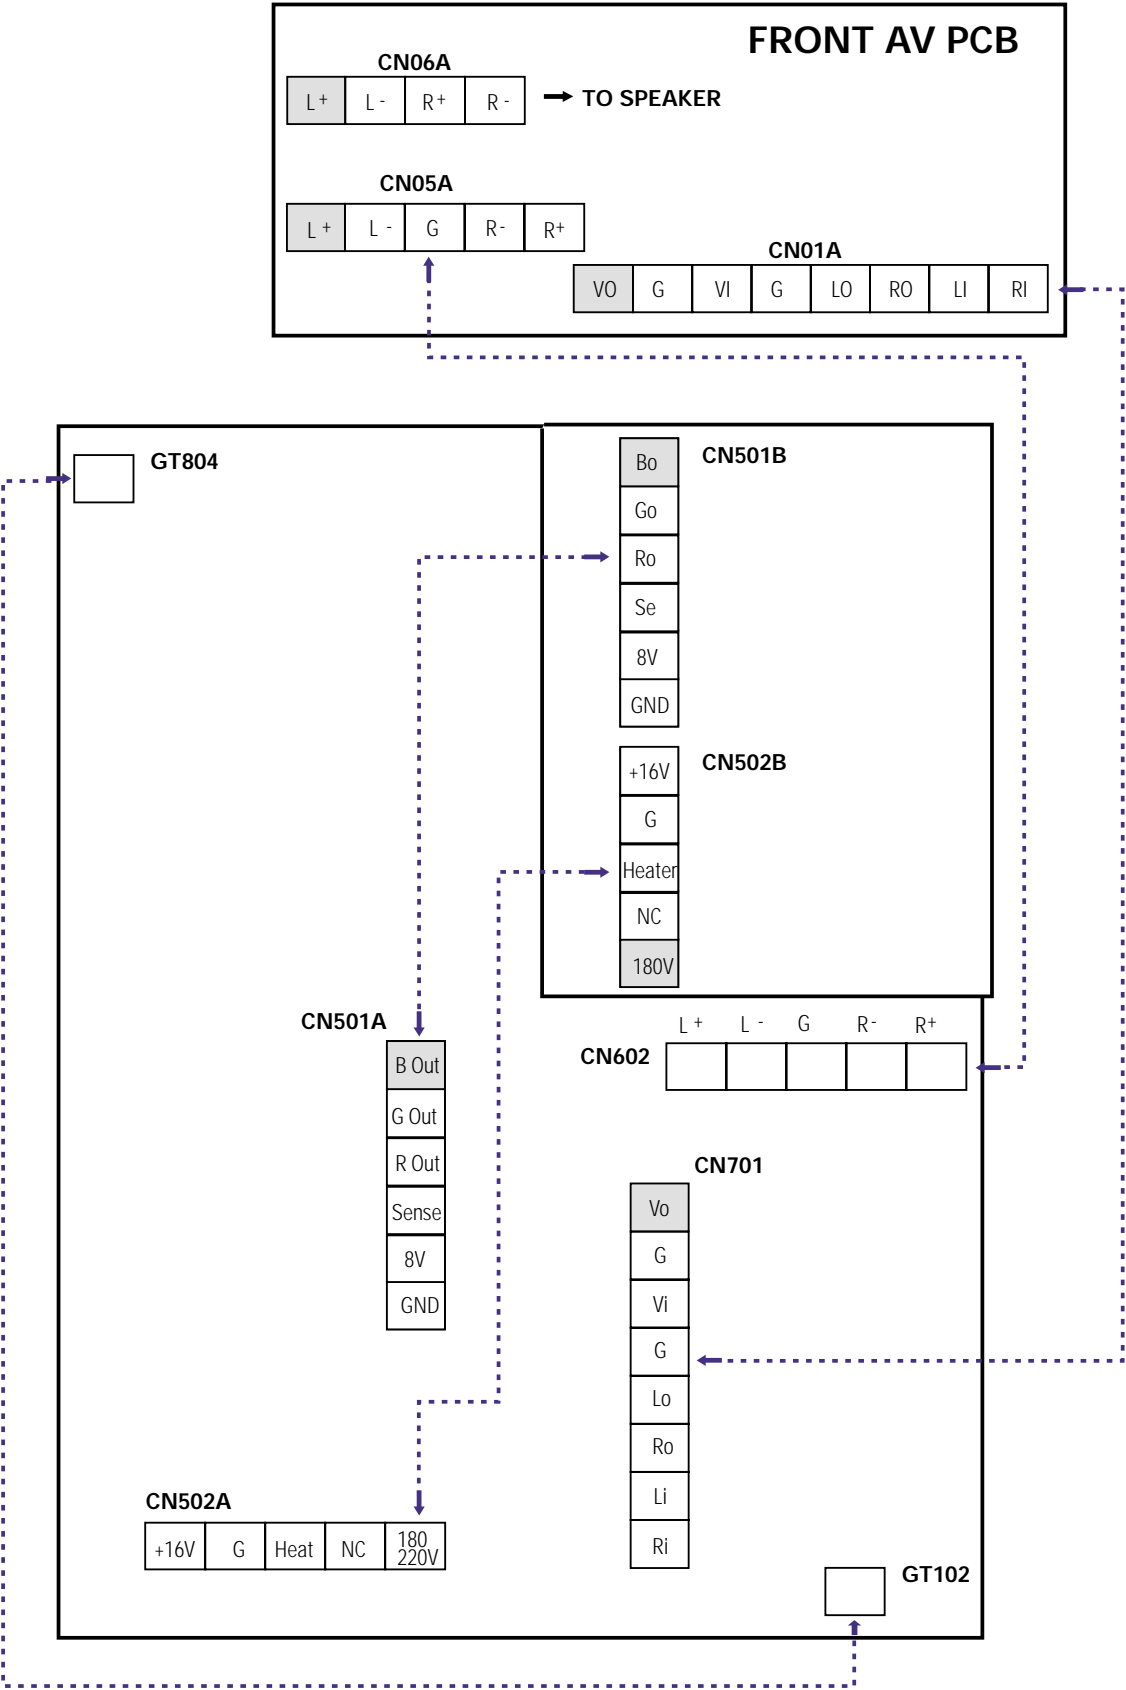 FRONT AV PCB
CN06A
L + L - R + R -
TO SPEAKER
CN05A
L + L - G R - R+
CN01A
VO G VI G LO RO LI RI
GT804
CN501B
Bo
Go
Ro
Se
8V
GND
CN502B
+16V
G
Heater
NC
180V
CN501A
B Out
G Out
R Out
Sense
8V
GND
L + L - G R - R+
CN602
CN701
Vo
G
Vi
G
Lo
Ro
Li
Ri
CN502A
+16V G Heat NC 180
220V
GT102